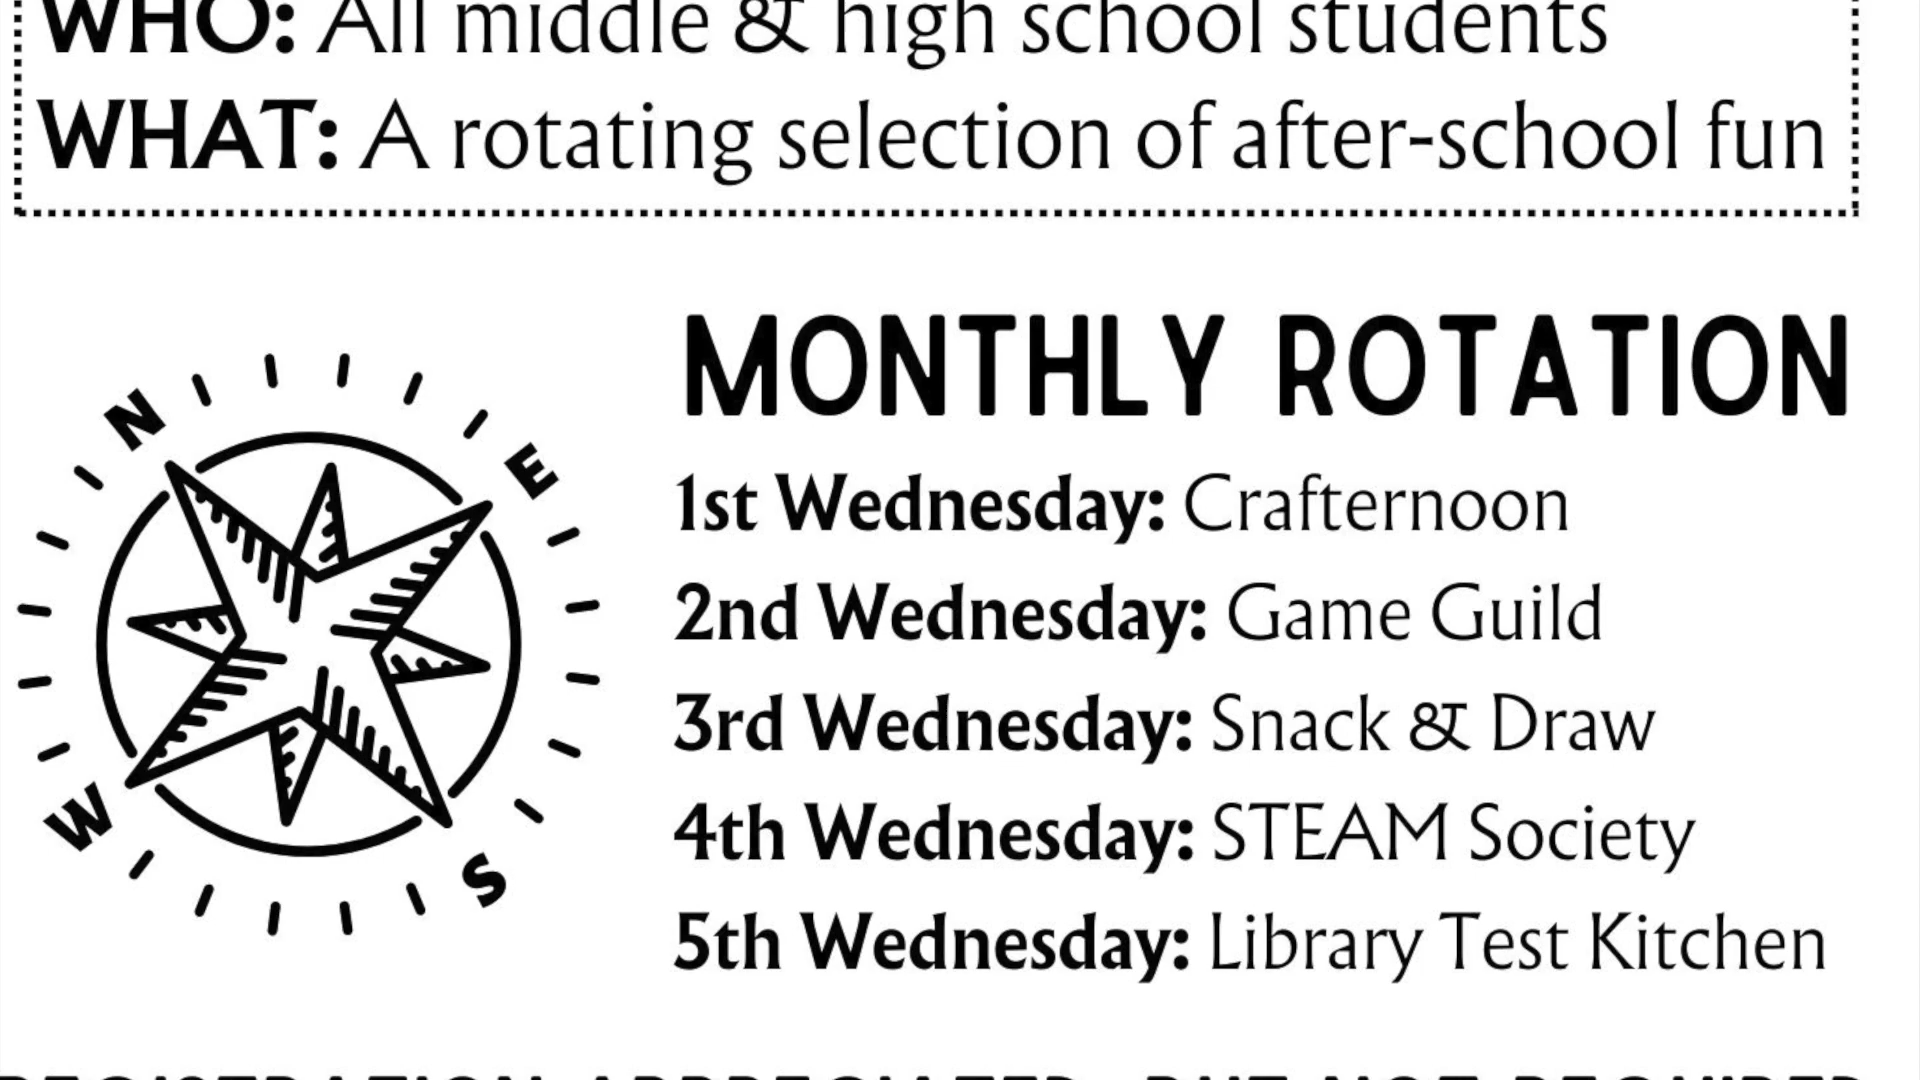 WHO: All middle & high school students
WHAT: A rotating selection of after-school fun
MONTHLY ROTATION
N
E
W
S
1st Wednesday: Crafternoon
2nd Wednesday: Game Guild
3rd Wednesday: Snack & Draw
4th Wednesday: STEAM Society
5th Wednesday: Library Test Kitchen